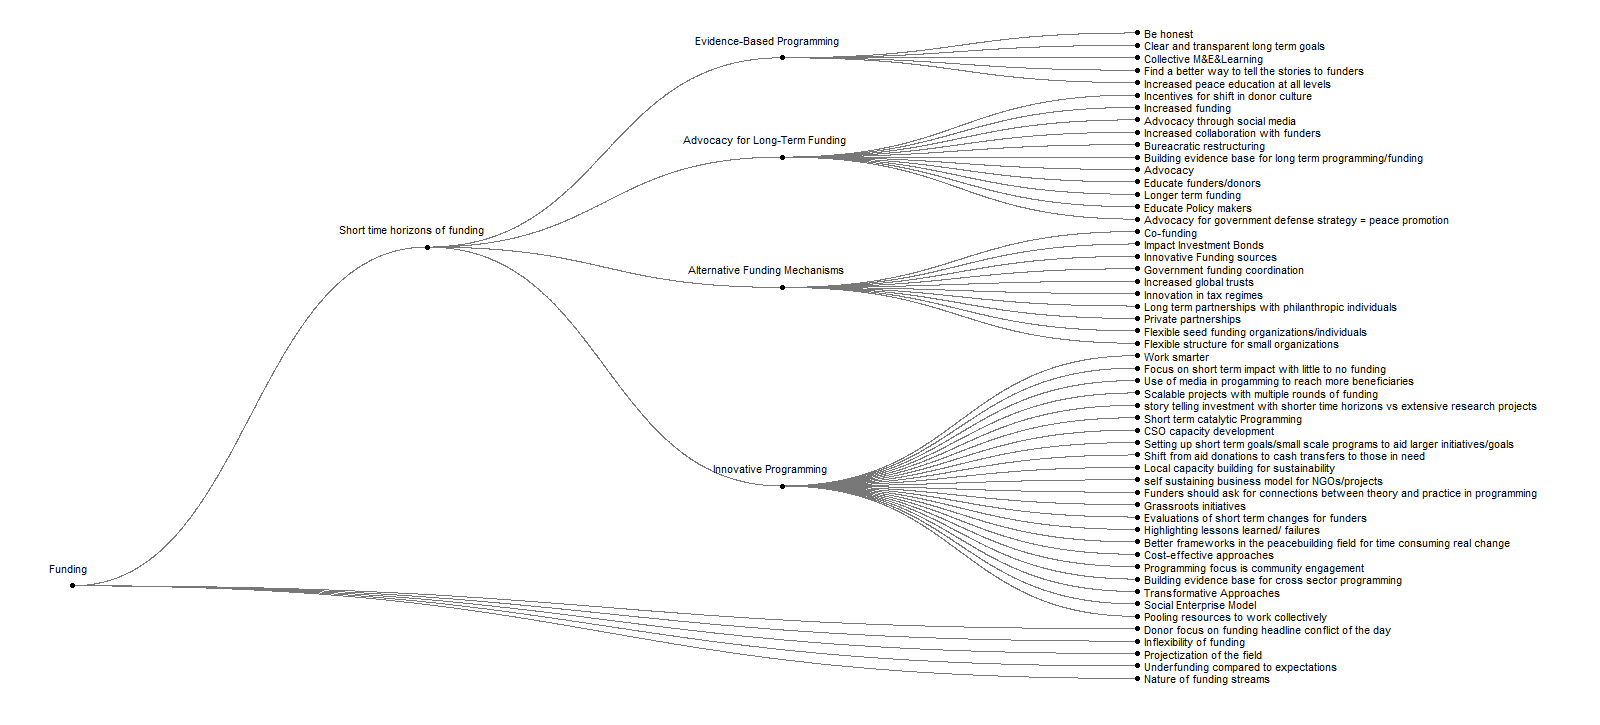 Funding
Short time horizons of funding
Evidence-Based Programming
Be honest
Clear and transparent long term goals
Collective M&E&Learning
Find a better way to tell the stories to funders
Increased peace education at all levels
Advocacy for Long-Term Funding
Incentives for shift in donor culture
Increased funding
Advocacy through social media
Increased collaboration with funders
Bureacratic restructuring
Building evidence base for long term programming/funding
Advocacy
Educate funders/donors
Longer term funding
Educate Policy makers
Advocacy for government defense strategy = peace promotion
Alternative Funding Mechanisms
Co-funding
Impact Investment Bonds
Innovative Funding sources
Government funding coordination
Increased global trusts
Innovation in tax regimes
Long term partnerships with philanthropic individuals
Private partnerships
Flexible seed funding organizations/individuals
Flexible structure for small organizations
Innovative Programming
Work smarter
Focus on short term impact with little to no funding
Use of media in progamming to reach more beneficiaries
Scalable projects with multiple rounds of funding
story telling investment with shorter time horizons vs extensive research projects
Short term catalytic Programming
CSO capacity development
Setting up short term goals/small scale programs to aid larger initiatives/goals
Shift from aid donations to cash transfers to those in need
Local capacity building for sustainability
self sustaining business model for NGOs/projects
Funders should ask for connections between theory and practice in programming
Grassroots initiatives
Evaluations of short term changes for funders
Highlighting lessons learned/ failures
Better frameworks in the peacebuilding field for time consuming real change
Cost-effective approaches
Programming focus is community engagement
Building evidence base for cross sector programming
Transformative Approaches
Social Enterprise Model
Pooling resources to work collectively
Donor focus on funding headline conflict of the day
Inflexibility of funding
Projectization of the field
Underfunding compared to expectations
Nature of funding streams